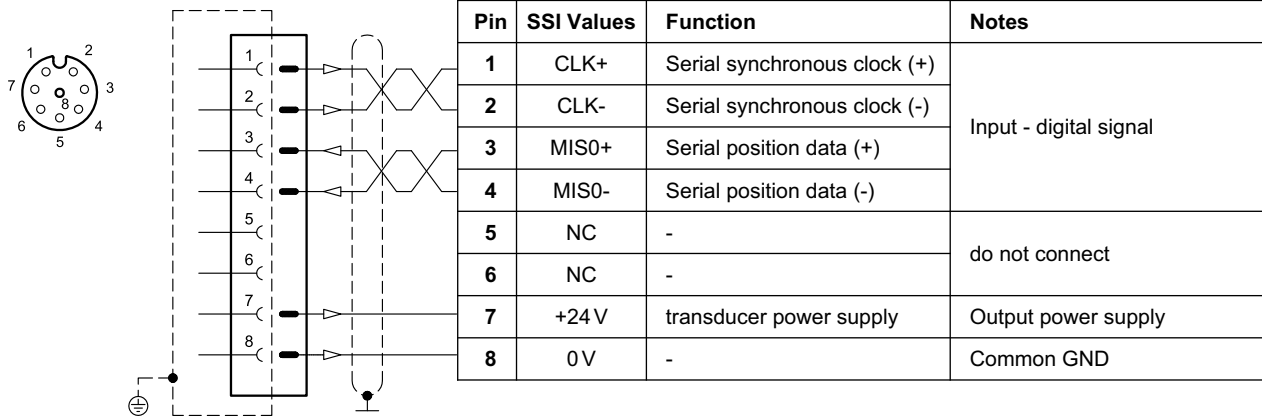 1 2
7 8 3
6 4
5
1
2
3
4
5
6
7
8
Pin SSI Values Function Notes
1 CLK+ Serial synchronous clock (+)
2 CLK- Serial synchronous clock (-)
Input - digital signal
3 MIS0+ Serial position data (+)
4 MIS0- Serial position data (-)
5 NC -
do not connect
6 NC -
7 +24 V transducer power supply Output power supply
8 0 V - Common GND